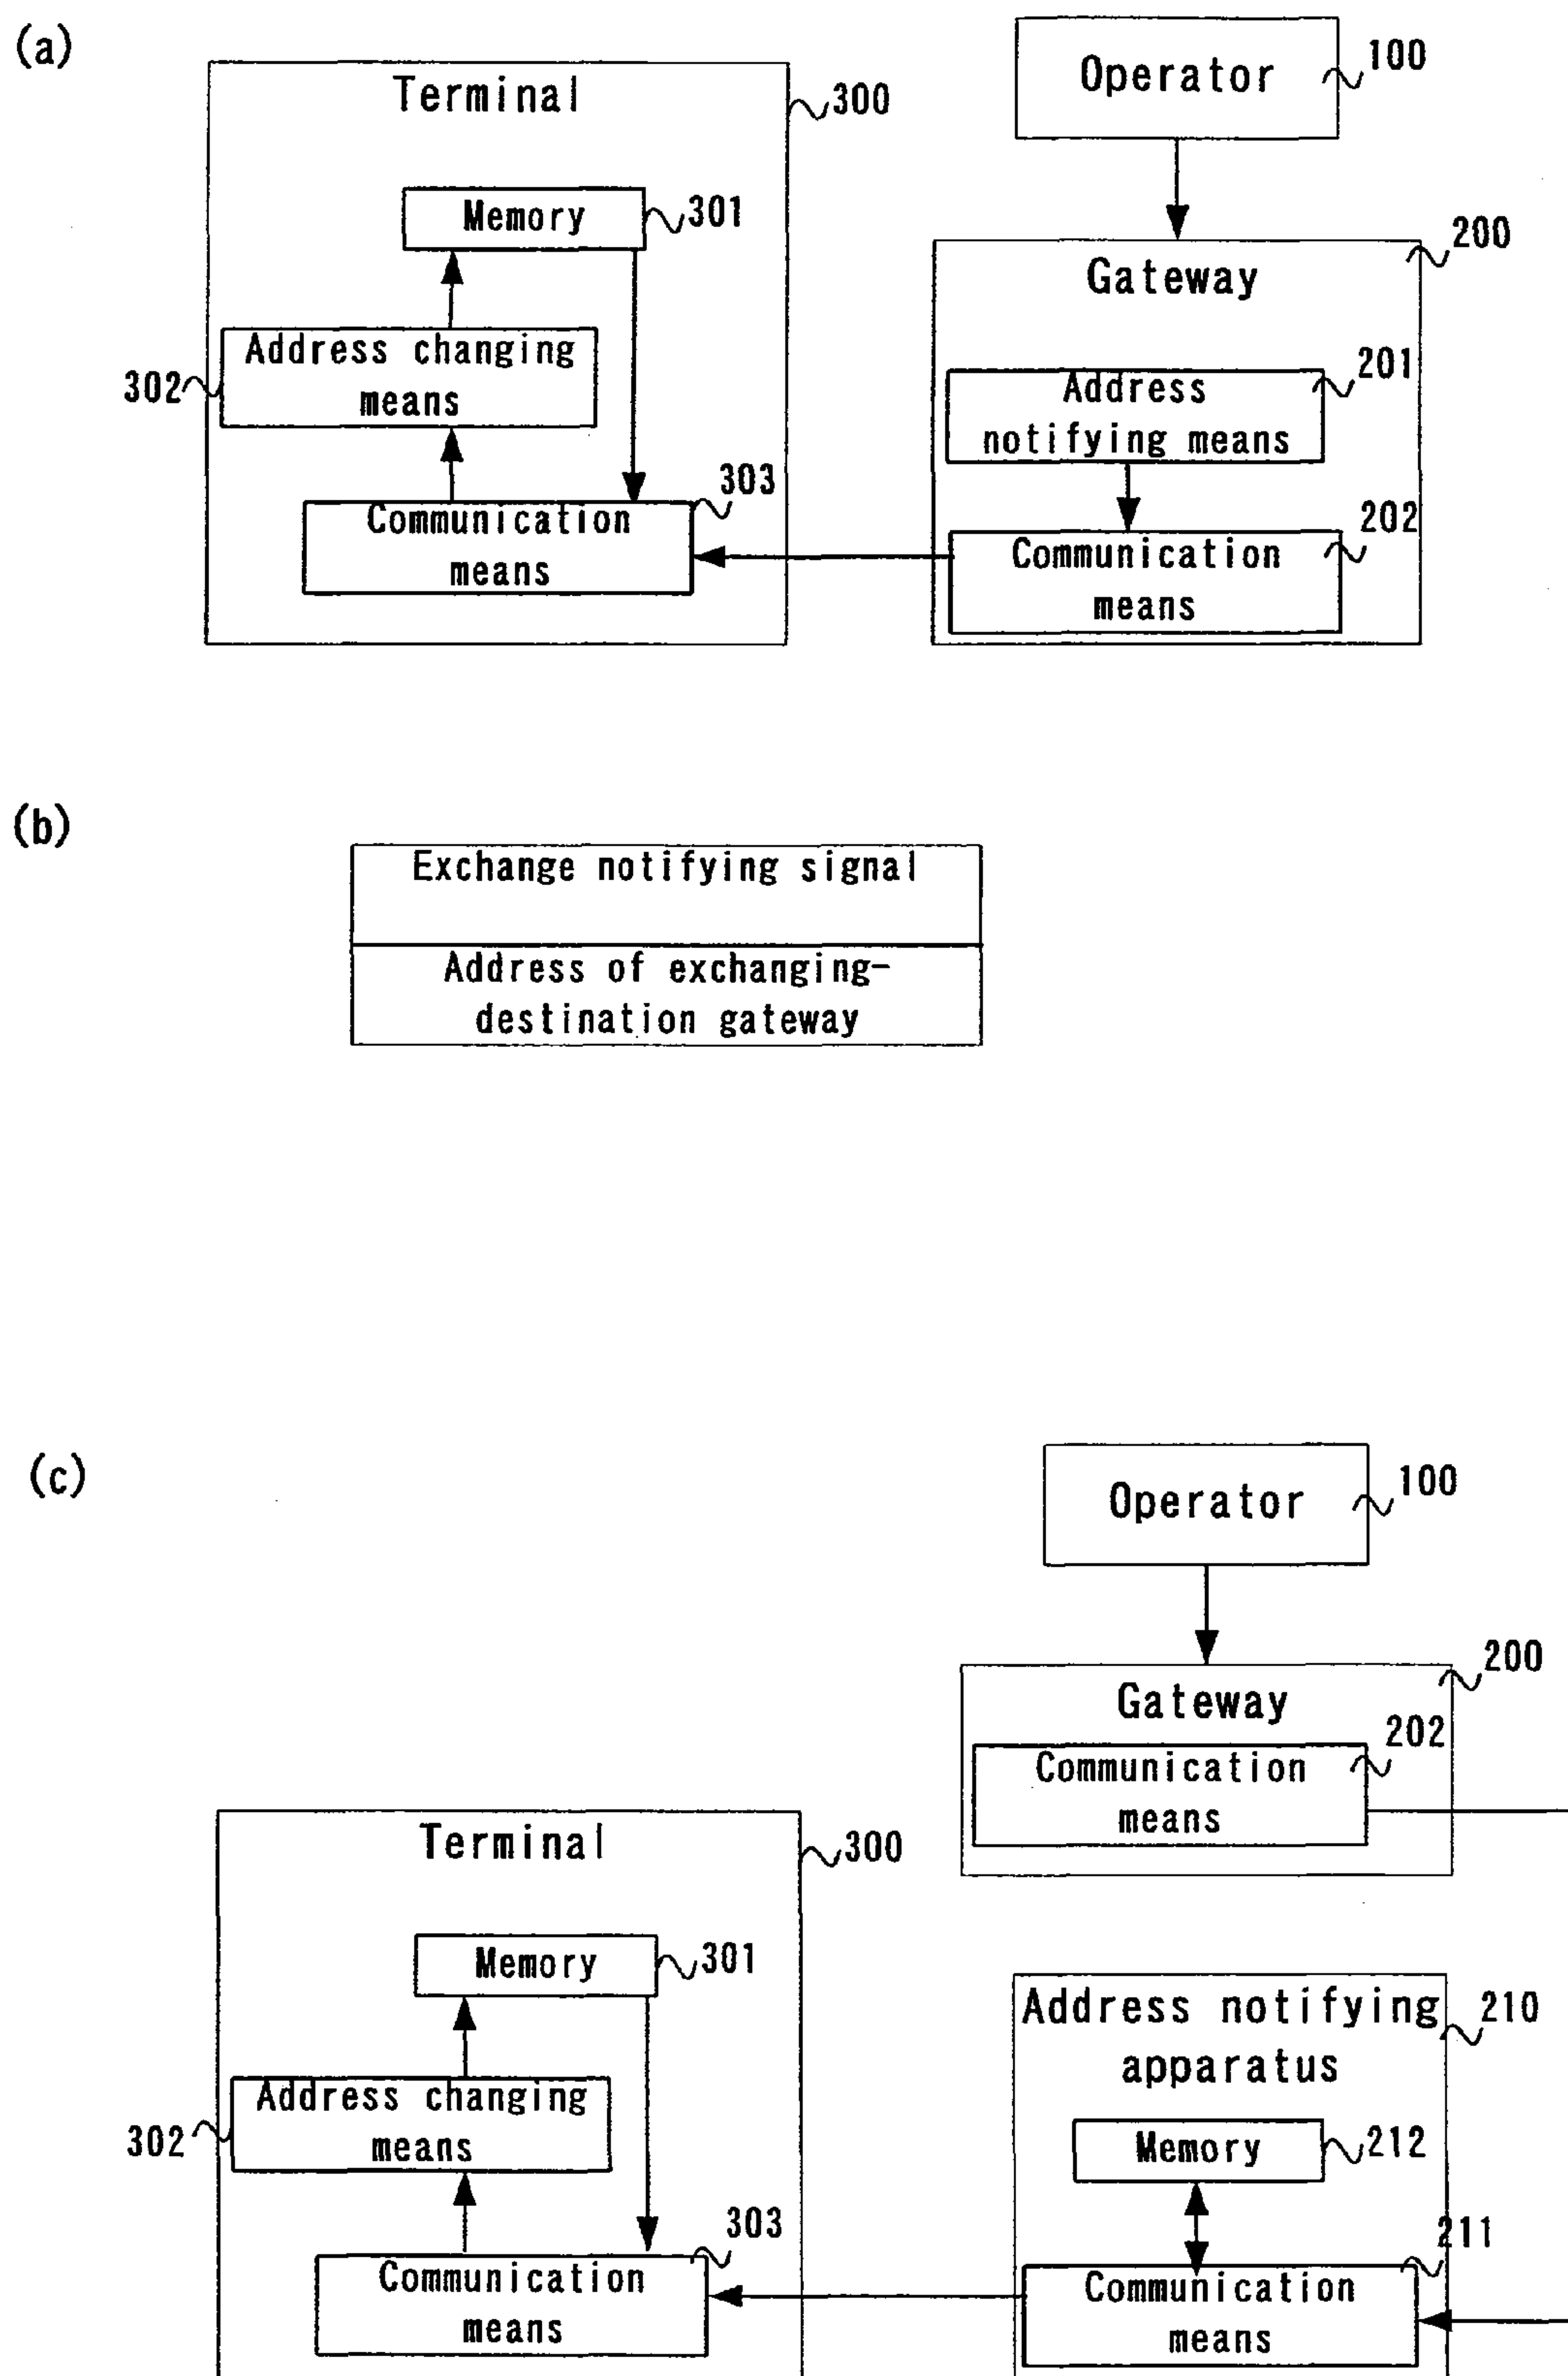 (a)
Operator
100
Terminal
300
Memory
301
200
Gateway
Address changing
means
302
201
Address
notifying means
303
Communication
means
202
Communication
means
(b)
Exchange notifying signal
Address of exchanging-
destination gateway
(c)
Operator
100
200
Gateway
202
Communication
means
Terminal
300
Memory
301
Address notifying
apparatus
210
Address changing
means
302
Memory
212
303
Communication
means
211
Communication
means